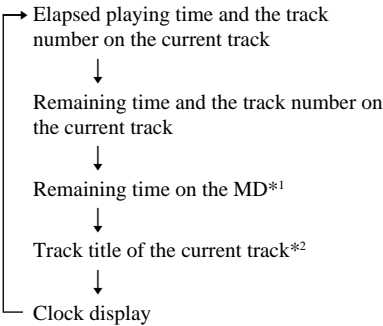 Elapsed playing time and the track
number on the current track
Remaining time and the track number on
the current track
Remaining time on the MD*1
Track title of the current track*2
Clock display